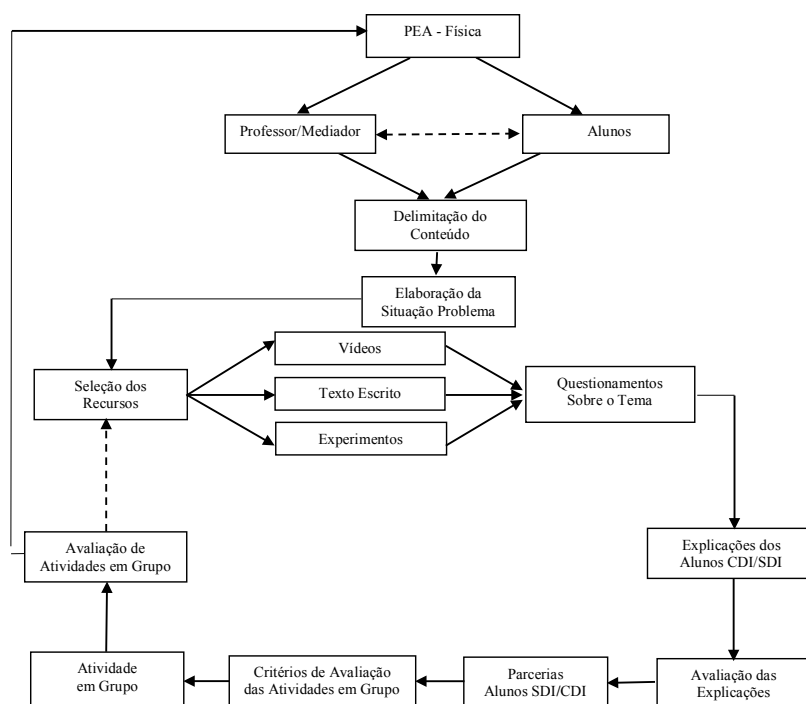 PEA - Física
Professor/Mediador
Alunos
Delimitação do
Conteúdo
Elaboração da
Situação Problema
Vídeos
Seleção dos
Recursos
Texto Escrito
Questionamentos
Sobre o Tema
Experimentos
Avaliação de
Atividades em Grupo
Explicações dos
Alunos CDI/SDI
Atividade
em Grupo
Critérios de Avaliação
das Atividades em Grupo
Parcerias
Alunos SDI/CDI
Avaliação das
Explicações